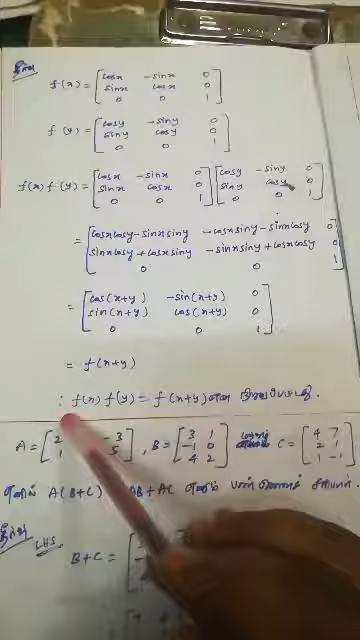 தீர்வு
f(x) = [cosx -sinx 0
sinx cosx 0
0 0 1]
f(y) = [cosy -siny 0
siny cosy 0
0 0 1]
f(x) f(y) = [cosx -sinx 0 [cosy -siny 0
sinx cosx 0 siny cosy 0
0 0 1] 0 0 1]
= [cosxcosy-sinxsiny -cosxsiny-sinxcosy 0
sinxcosy+cosxsiny -sinxsiny+cosxcosy 0
0 0 1]
= [cos(x+y) -sin(x+y) 0
sin(x+y) cos(x+y) 0
0 0 1]
= f(x+y)
∴ f(x) f(y) = f(x+y) என
A = [2 -3 , B = [3 1 மற்றும் C = [4 7
1 5] -1 0 2 1
4 2] 1 -1]
எனில் A(B+C) AB+AC என்பதைச்
தீர்வு
LHS
B+C = [